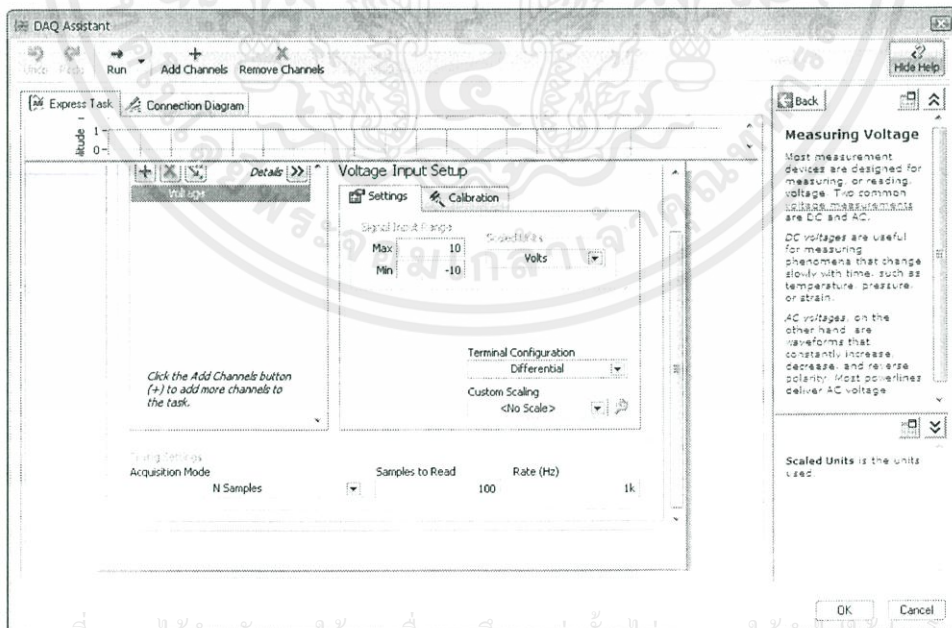 DAQ Assistant
Undo Redo Run Add Channels Remove Channels Hide Help
Express Task Connection Diagram
litude 1
0
Details
Voltage
Click the Add Channels button
(+) to add more channels to
the task.
Voltage Input Setup
Settings Calibration
Signal Input Range
Max 10
Min -10
Scaled Units
Volts
Terminal Configuration
Differential
Custom Scaling
<No Scale>
Timing Settings
Acquisition Mode Samples to Read Rate (Hz)
N Samples 100 1k
Back
Measuring Voltage
Most measurement
devices are designed for
measuring, or reading,
voltage. Two common
voltage measurements
are DC and AC.
DC voltages are useful
for measuring
phenomena that change
slowly with time, such as
temperature, pressure,
or strain.
AC voltages, on the
other hand, are
waveforms that
constantly increase,
decrease, and reverse
polarity. Most powerlines
deliver AC voltage
Scaled Units is the units
used
OK Cancel